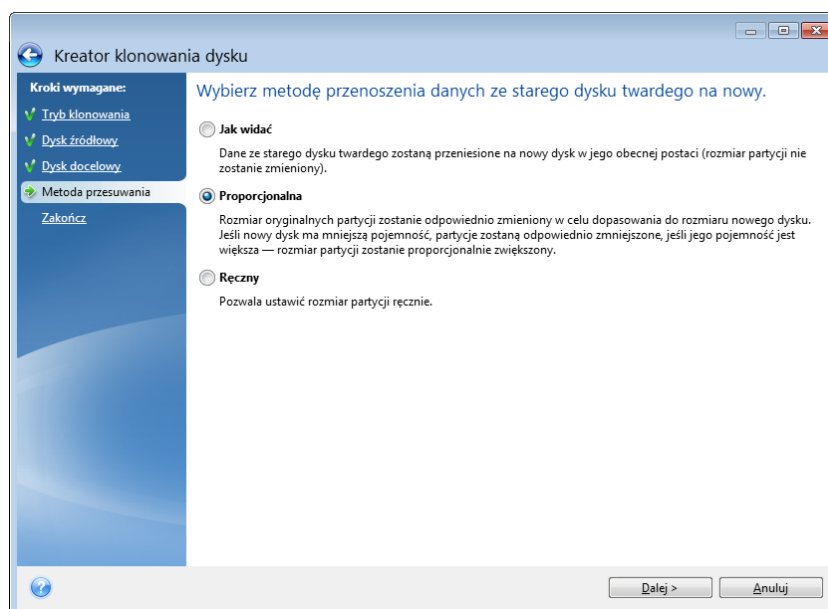 Kreator klonowania dysku
Kroki wymagane:
Tryb klonowania
Dysk źródłowy
Dysk docelowy
Metoda przesuwania
Zakończ
Wybierz metodę przenoszenia danych ze starego dysku twardego na nowy.
Jak widać
Dane ze starego dysku twardego zostaną przeniesione na nowy dysk w jego obecnej postaci (rozmiar partycji nie
zostanie zmieniony).
Proporcjonalna
Rozmiar oryginalnych partycji zostanie odpowiednio zmieniony w celu dopasowania do rozmiaru nowego dysku.
Jeśli nowy dysk ma mniejszą pojemność, partycje zostaną odpowiednio zmniejszone, jeśli jego pojemność jest
większa — rozmiar partycji zostanie proporcjonalnie zwiększony.
Ręczny
Pozwala ustawić rozmiar partycji ręcznie.
Dalej >
Anuluj